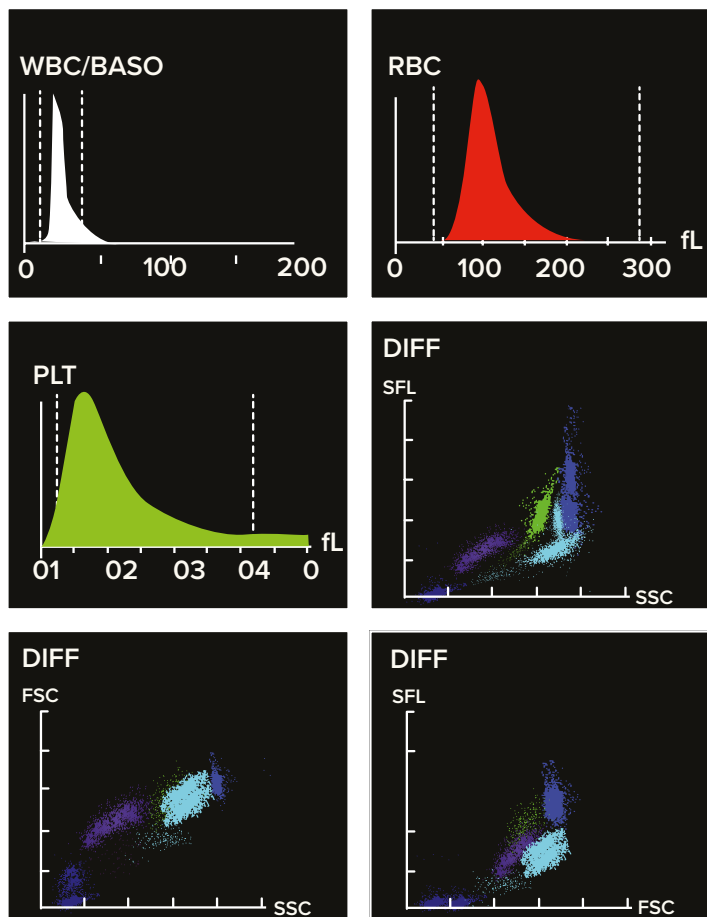 WBC/BASO
0 100 200
RBC
fL
0 100 200 300
PLT
fL
01 02 03 04 0
DIFF
SFL
SSC
DIFF
FSC
SSC
DIFF
SFL
FSC